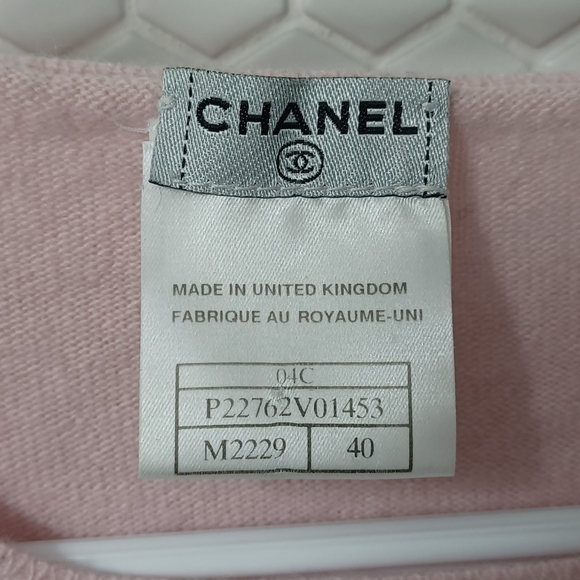 CHANEL
MADE IN UNITED KINGDOM
FABRIQUE AU ROYAUME-UNI
04C
P22762V01453
M2229 40